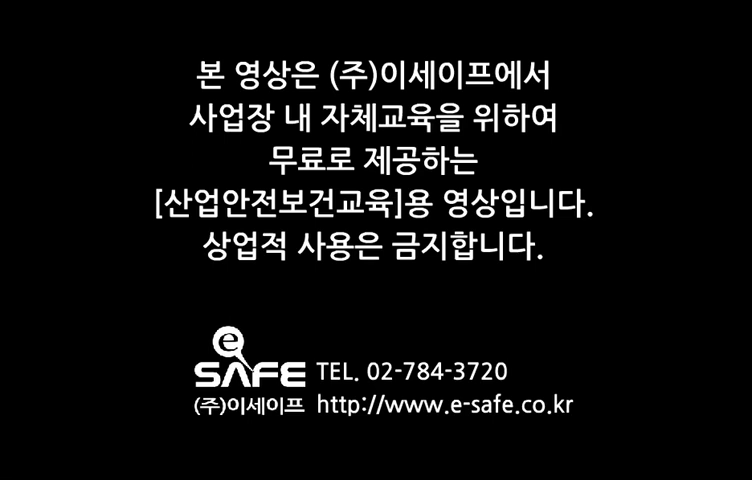 본 영상은 (주)이세이프에서
사업장 내 자체교육을 위하여
무료로 제공하는
[산업안전보건교육]용 영상입니다.
상업적 사용은 금지합니다.
e
SAFE TEL. 02-784-3720
(주)이세이프 http://www.e-safe.co.kr